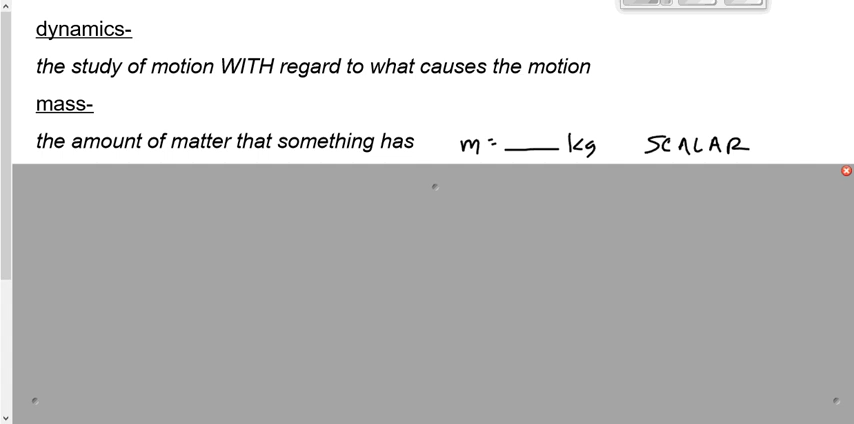 dynamics-
the study of motion WITH regard to what causes the motion
mass-
the amount of matter that something has m = ____ kg SCALAR